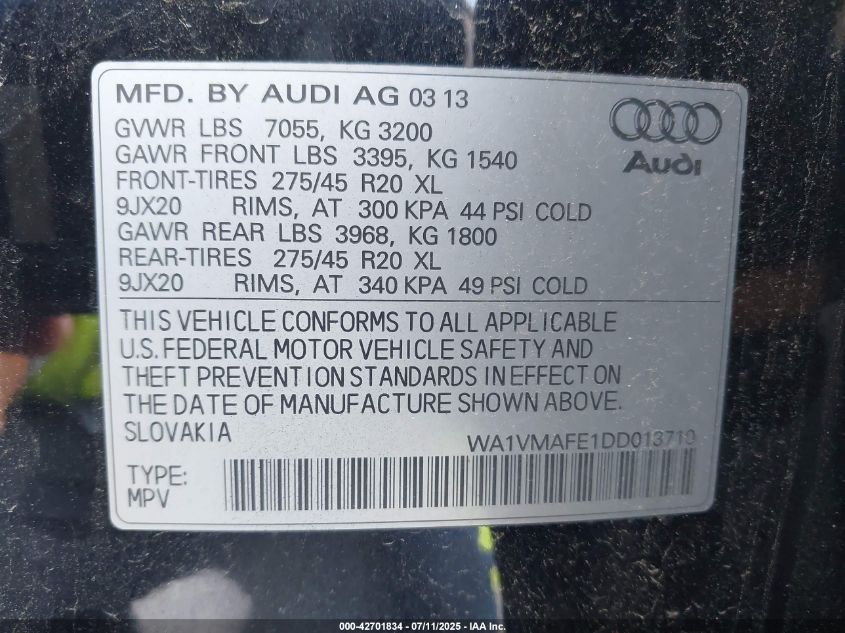 MFD. BY AUDI AG 03 13
GVWR LBS 7055, KG 3200
GAWR FRONT LBS 3395, KG 1540
FRONT-TIRES 275/45 R20 XL
9JX20 RIMS, AT 300 KPA 44 PSI COLD
GAWR REAR LBS 3968, KG 1800
REAR-TIRES 275/45 R20 XL
9JX20 RIMS, AT 340 KPA 49 PSI COLD
Audi
THIS VEHICLE CONFORMS TO ALL APPLICABLE
U.S. FEDERAL MOTOR VEHICLE SAFETY AND
THEFT PREVENTION STANDARDS IN EFFECT ON
THE DATE OF MANUFACTURE SHOWN ABOVE.
SLOVAKIA
WA1VMAFE1DD013710
TYPE:
MPV
000-42701834 - 07/11/2025 - IAA Inc.